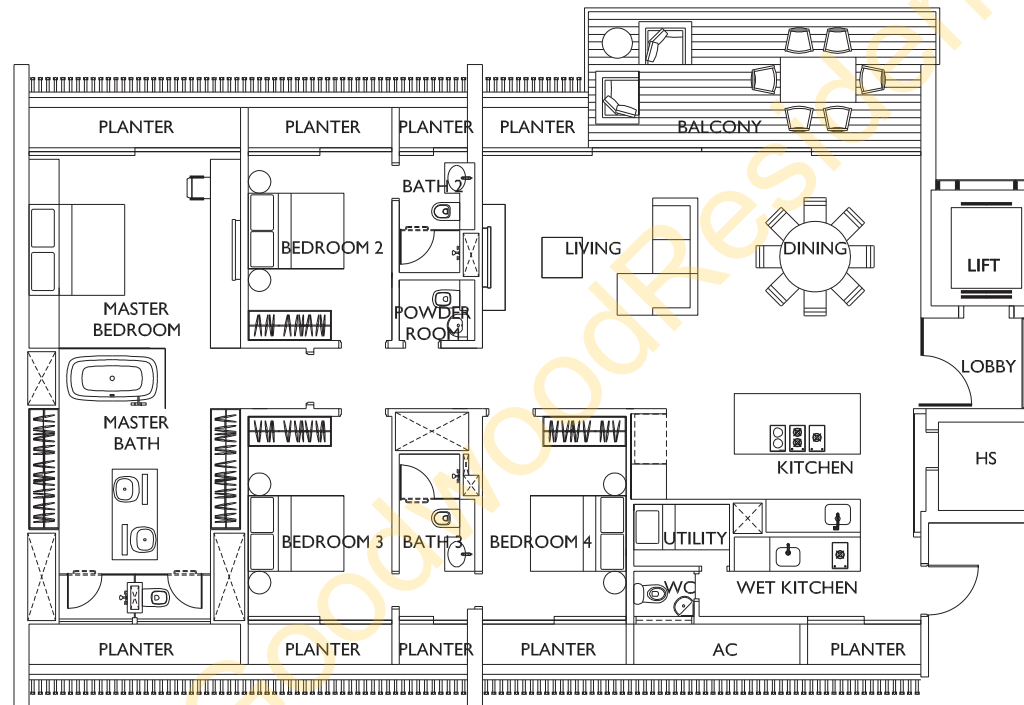 BALCONY
PLANTER
PLANTER
PLANTER
PLANTER
BATH 2
BEDROOM 2
LIVING
DINING
LIFT
MASTER
BEDROOM
POWDER
ROOM
LOBBY
MASTER
BATH
KITCHEN
HS
BEDROOM 3
BATH 3
BEDROOM 4
UTILITY
WC
WET KITCHEN
PLANTER
PLANTER
PLANTER
PLANTER
AC
PLANTER
GoodwoodResiden